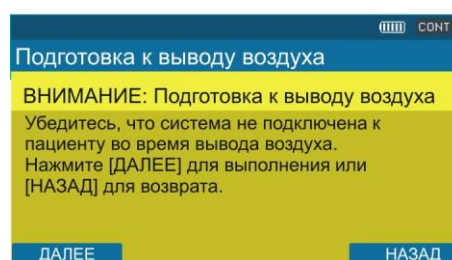 CONT
Подготовка к выводу воздуха
ВНИМАНИЕ: Подготовка к выводу воздуха
Убедитесь, что система не подключена к
пациенту во время вывода воздуха.
Нажмите [ДАЛЕЕ] для выполнения или
[НАЗАД] для возврата.
ДАЛЕЕ НАЗАД